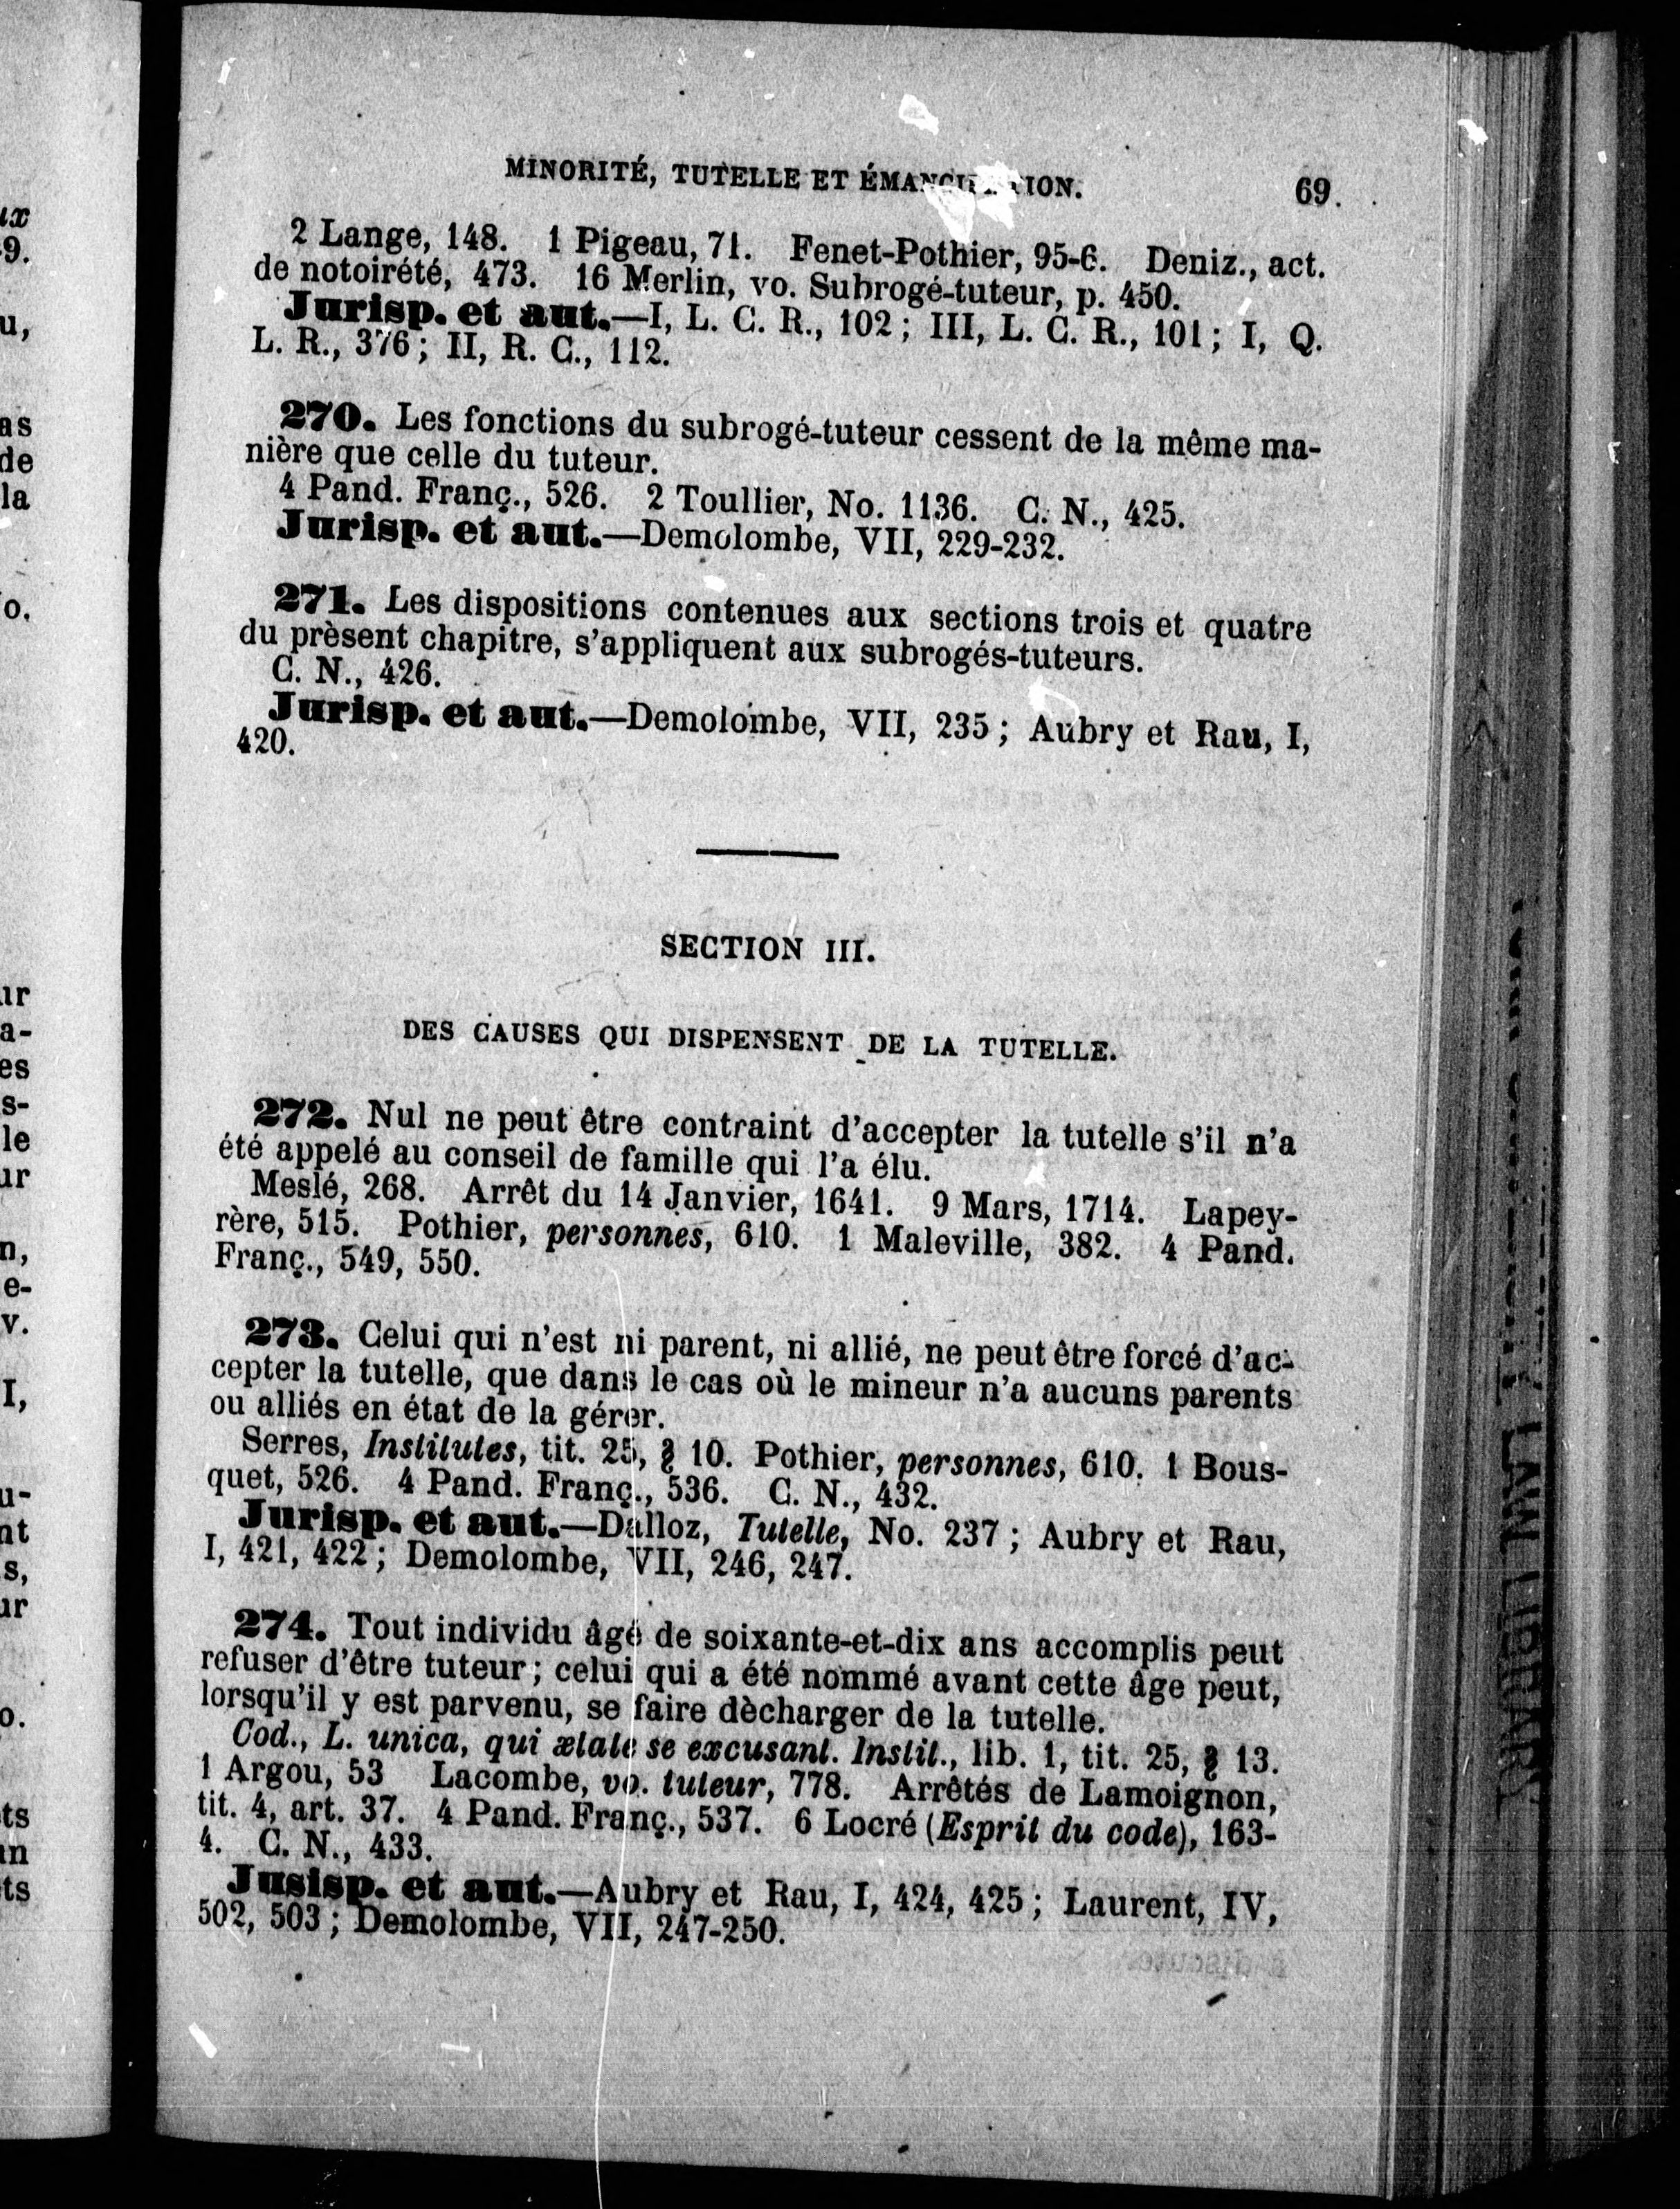 MINORITÉ, TUTELLE ET ÉMANCIPATION. 69.
2 Lange, 148. 1 Pigeau, 71. Fenet-Pothier, 95-6. Deniz., act.
de notoirété, 473. 16 Merlin, vo. Subrogé-tuteur, p. 450.
Jurisp. et aut.—I, L. C. R., 102; III, L. C. R., 101; I, Q.
L. R., 376; II, R. C., 112.
270. Les fonctions du subrogé-tuteur cessent de la même ma-
nière que celle du tuteur.
4 Pand. Franç., 526. 2 Toullier, No. 1136. C. N., 425.
Jurisp. et aut.—Demolombe, VII, 229-232.
271. Les dispositions contenues aux sections trois et quatre
du prèsent chapitre, s'appliquent aux subrogés-tuteurs.
C. N., 426.
Jurisp. et aut.—Demolombe, VII, 235; Aubry et Rau, I,
420.
SECTION III.
DES CAUSES QUI DISPENSENT DE LA TUTELLE.
272. Nul ne peut être contraint d'accepter la tutelle s'il n'a
été appelé au conseil de famille qui l'a élu.
Meslé, 268. Arrêt du 14 Janvier, 1641. 9 Mars, 1714. Lapey-
rère, 515. Pothier, personnes, 610. 1 Maleville, 382. 4 Pand.
Franç., 549, 550.
273. Celui qui n'est ni parent, ni allié, ne peut être forcé d'ac-
cepter la tutelle, que dans le cas où le mineur n'a aucuns parents
ou alliés en état de la gérer.
Serres, Institutes, tit. 25, § 10. Pothier, personnes, 610. 1 Bous-
quet, 526. 4 Pand. Franç., 536. C. N., 432.
Jurisp. et aut.—Dalloz, Tutelle, No. 237; Aubry et Rau,
I, 421, 422; Demolombe, VII, 246, 247.
274. Tout individu âgé de soixante-et-dix ans accomplis peut
refuser d'être tuteur; celui qui a été nommé avant cette âge peut,
lorsqu'il y est parvenu, se faire dècharger de la tutelle.
Cod., L. unica, qui ætate se excusant. Instit., lib. 1, tit. 25, § 13.
1 Argou, 53 Lacombe, vo. tuteur, 778. Arrêtés de Lamoignon,
tit. 4, art. 37. 4 Pand. Franç., 537. 6 Locré (Esprit du code), 163-
4. C. N., 433.
Jusisp. et aut.—Aubry et Rau, I, 424, 425; Laurent, IV,
502, 503; Demolombe, VII, 247-250.
LAW LIBRARY